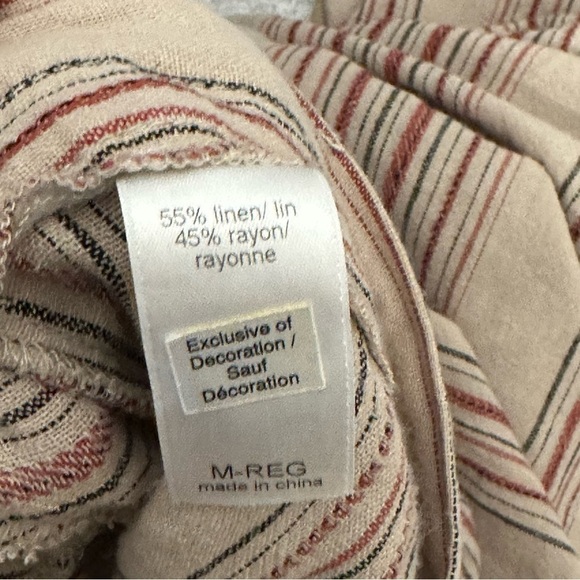 55% linen/ lin
45% rayon/
rayonne
Exclusive of
Decoration /
Sauf
Décoration
M-REG
made in china